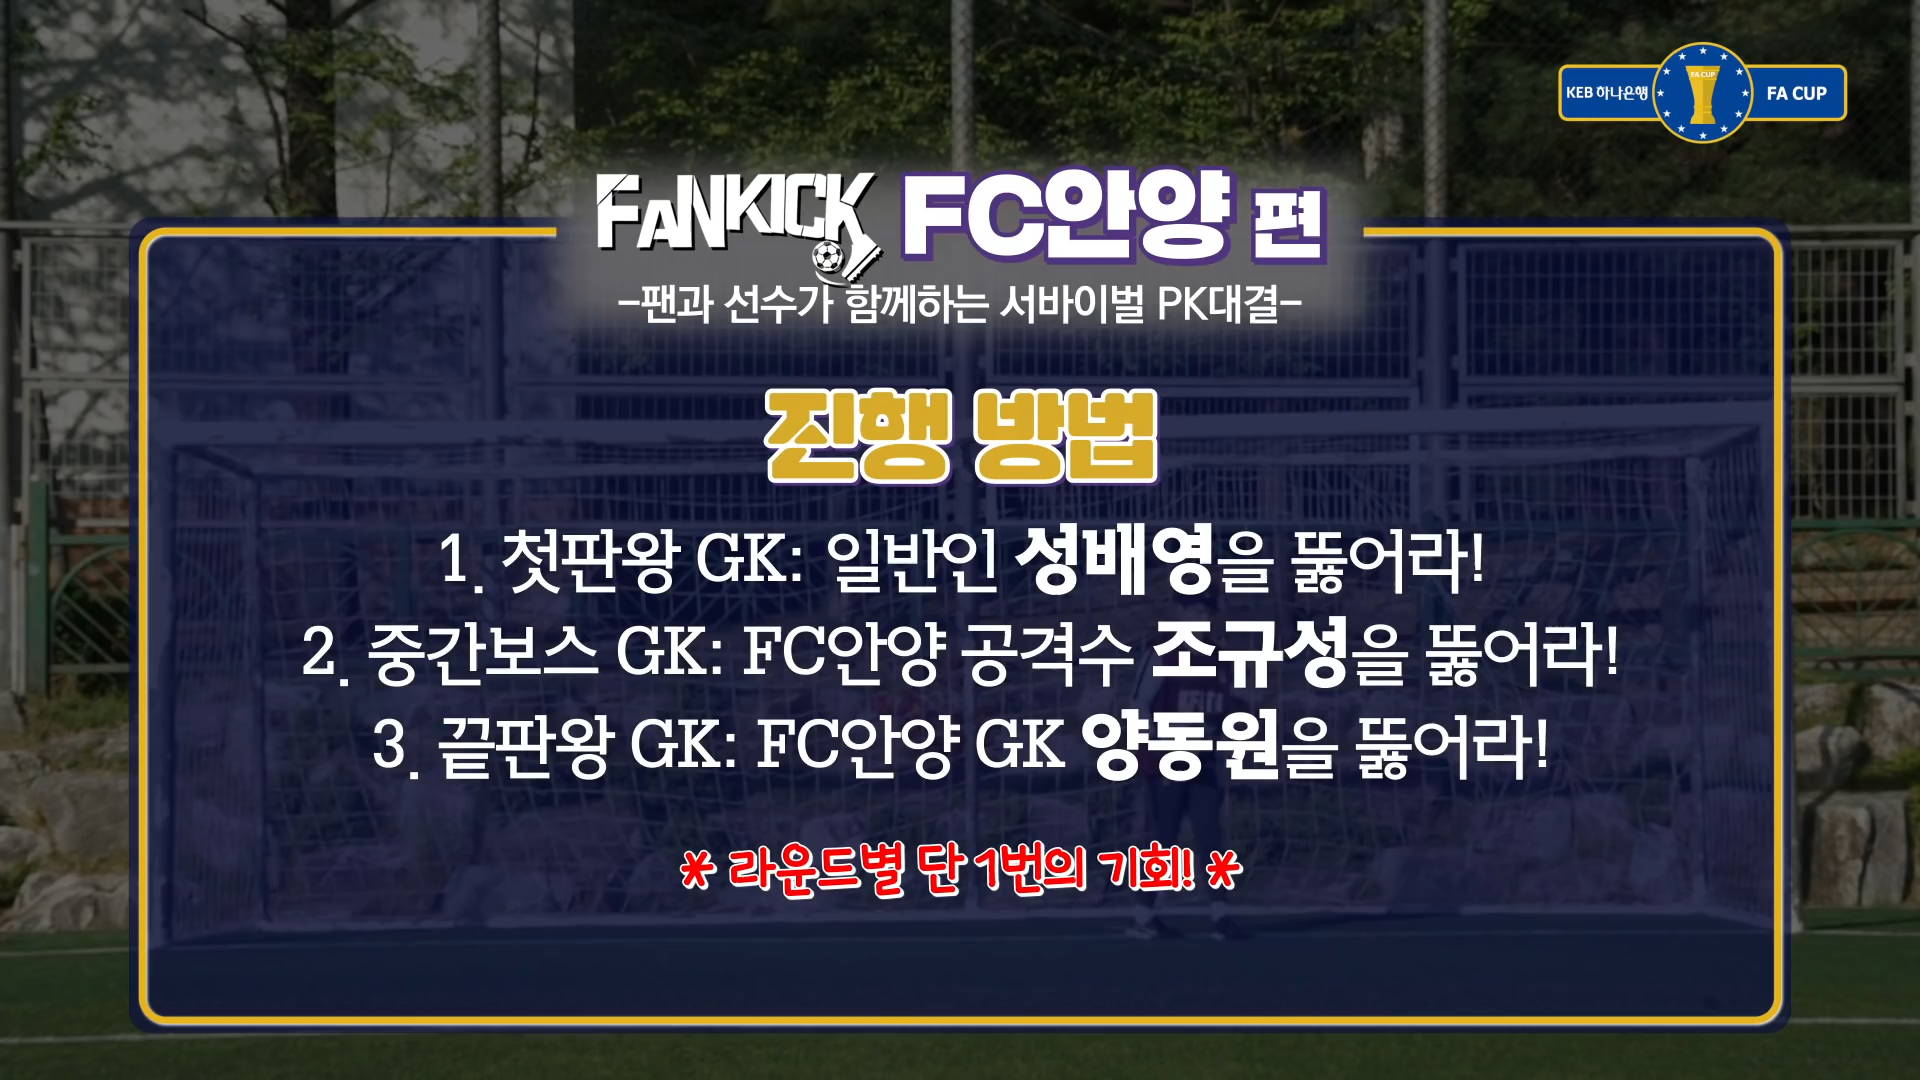 KEB 하나은행 FA CUP FA CUP
FANKICK FC안양 편
-팬과 선수가 함께하는 서바이벌 PK대결-
진행 방법
1. 첫판왕 GK: 일반인 성배영을 뚫어라!
2. 중간보스 GK: FC안양 공격수 조규성을 뚫어라!
3. 끝판왕 GK: FC안양 GK 양동원을 뚫어라!
* 라운드별 단 1번의 기회! *